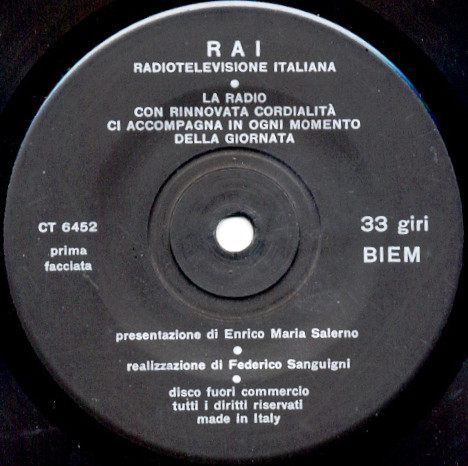 RAI
RADIOTELEVISIONE ITALIANA
LA RADIO
CON RINNOVATA CORDIALITÀ
CI ACCOMPAGNA IN OGNI MOMENTO
DELLA GIORNATA
CT 6452
prima
facciata
33 giri
BIEM
presentazione di Enrico Maria Salerno
realizzazione di Federico Sanguigni
disco fuori commercio
tutti i diritti riservati
made in Italy